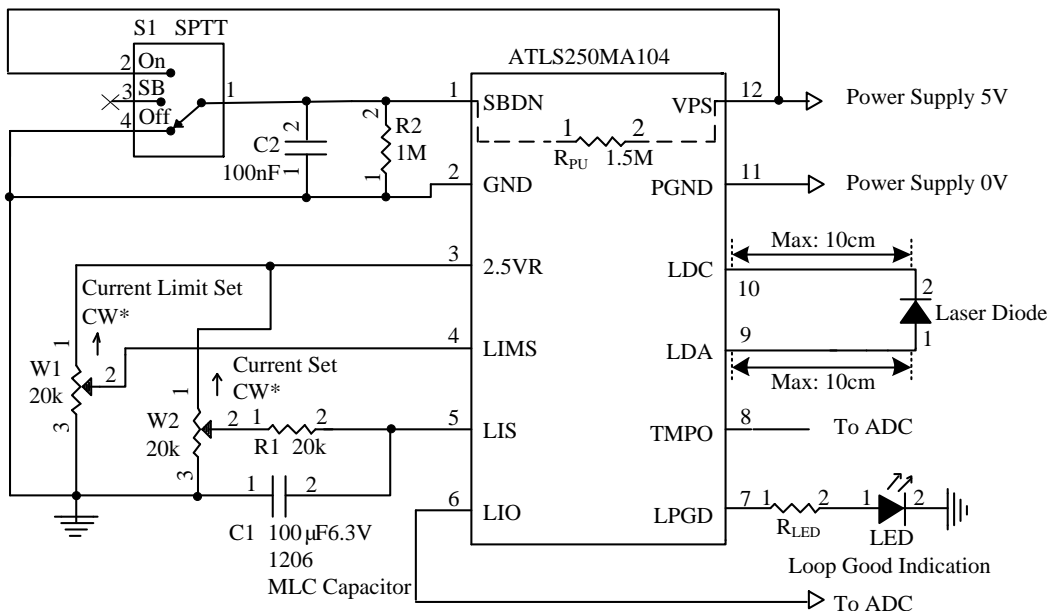 S1 SPTT
ATLS250MA104
2 On
3 SB
4 Off
1
C2
100nF
2
1
R2
1M
2
1
1 SBDN
VPS 12
Power Supply 5V
1 2
R_PU 1.5M
2 GND
PGND 11
Power Supply 0V
3 2.5VR
Max: 10cm
LDC
10
Current Limit Set
CW*
2
Laser Diode
1
4 LIMS
LDA 9
Max: 10cm
W1
20k
1
2
3
Current Set
CW*
W2
20k
1
2
3
1 2
R1 20k
5 LIS
TMPO 8
To ADC
1 2
C1 100μF6.3V
1206
MLC Capacitor
6 LIO
LPGD 7
1 2
R_LED
1 2
LED
Loop Good Indication
To ADC